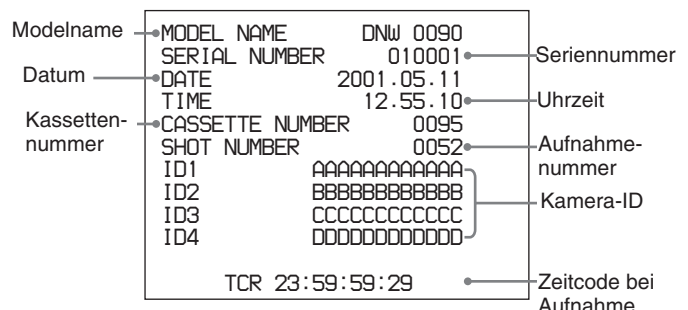 Modelname
MODEL NAME DNW 0090
SERIAL NUMBER 010001
Seriennummer
Datum
DATE 2001.05.11
TIME 12.55.10
Uhrzeit
Kassetten-
nummer
CASSETTE NUMBER 0095
SHOT NUMBER 0052
Aufnahme-
nummer
ID1 AAAAAAAAAAAA
ID2 BBBBBBBBBBBB
ID3 CCCCCCCCCCCC
ID4 DDDDDDDDDDDD
Kamera-ID
TCR 23:59:59:29
Zeitcode bei
Aufnahme